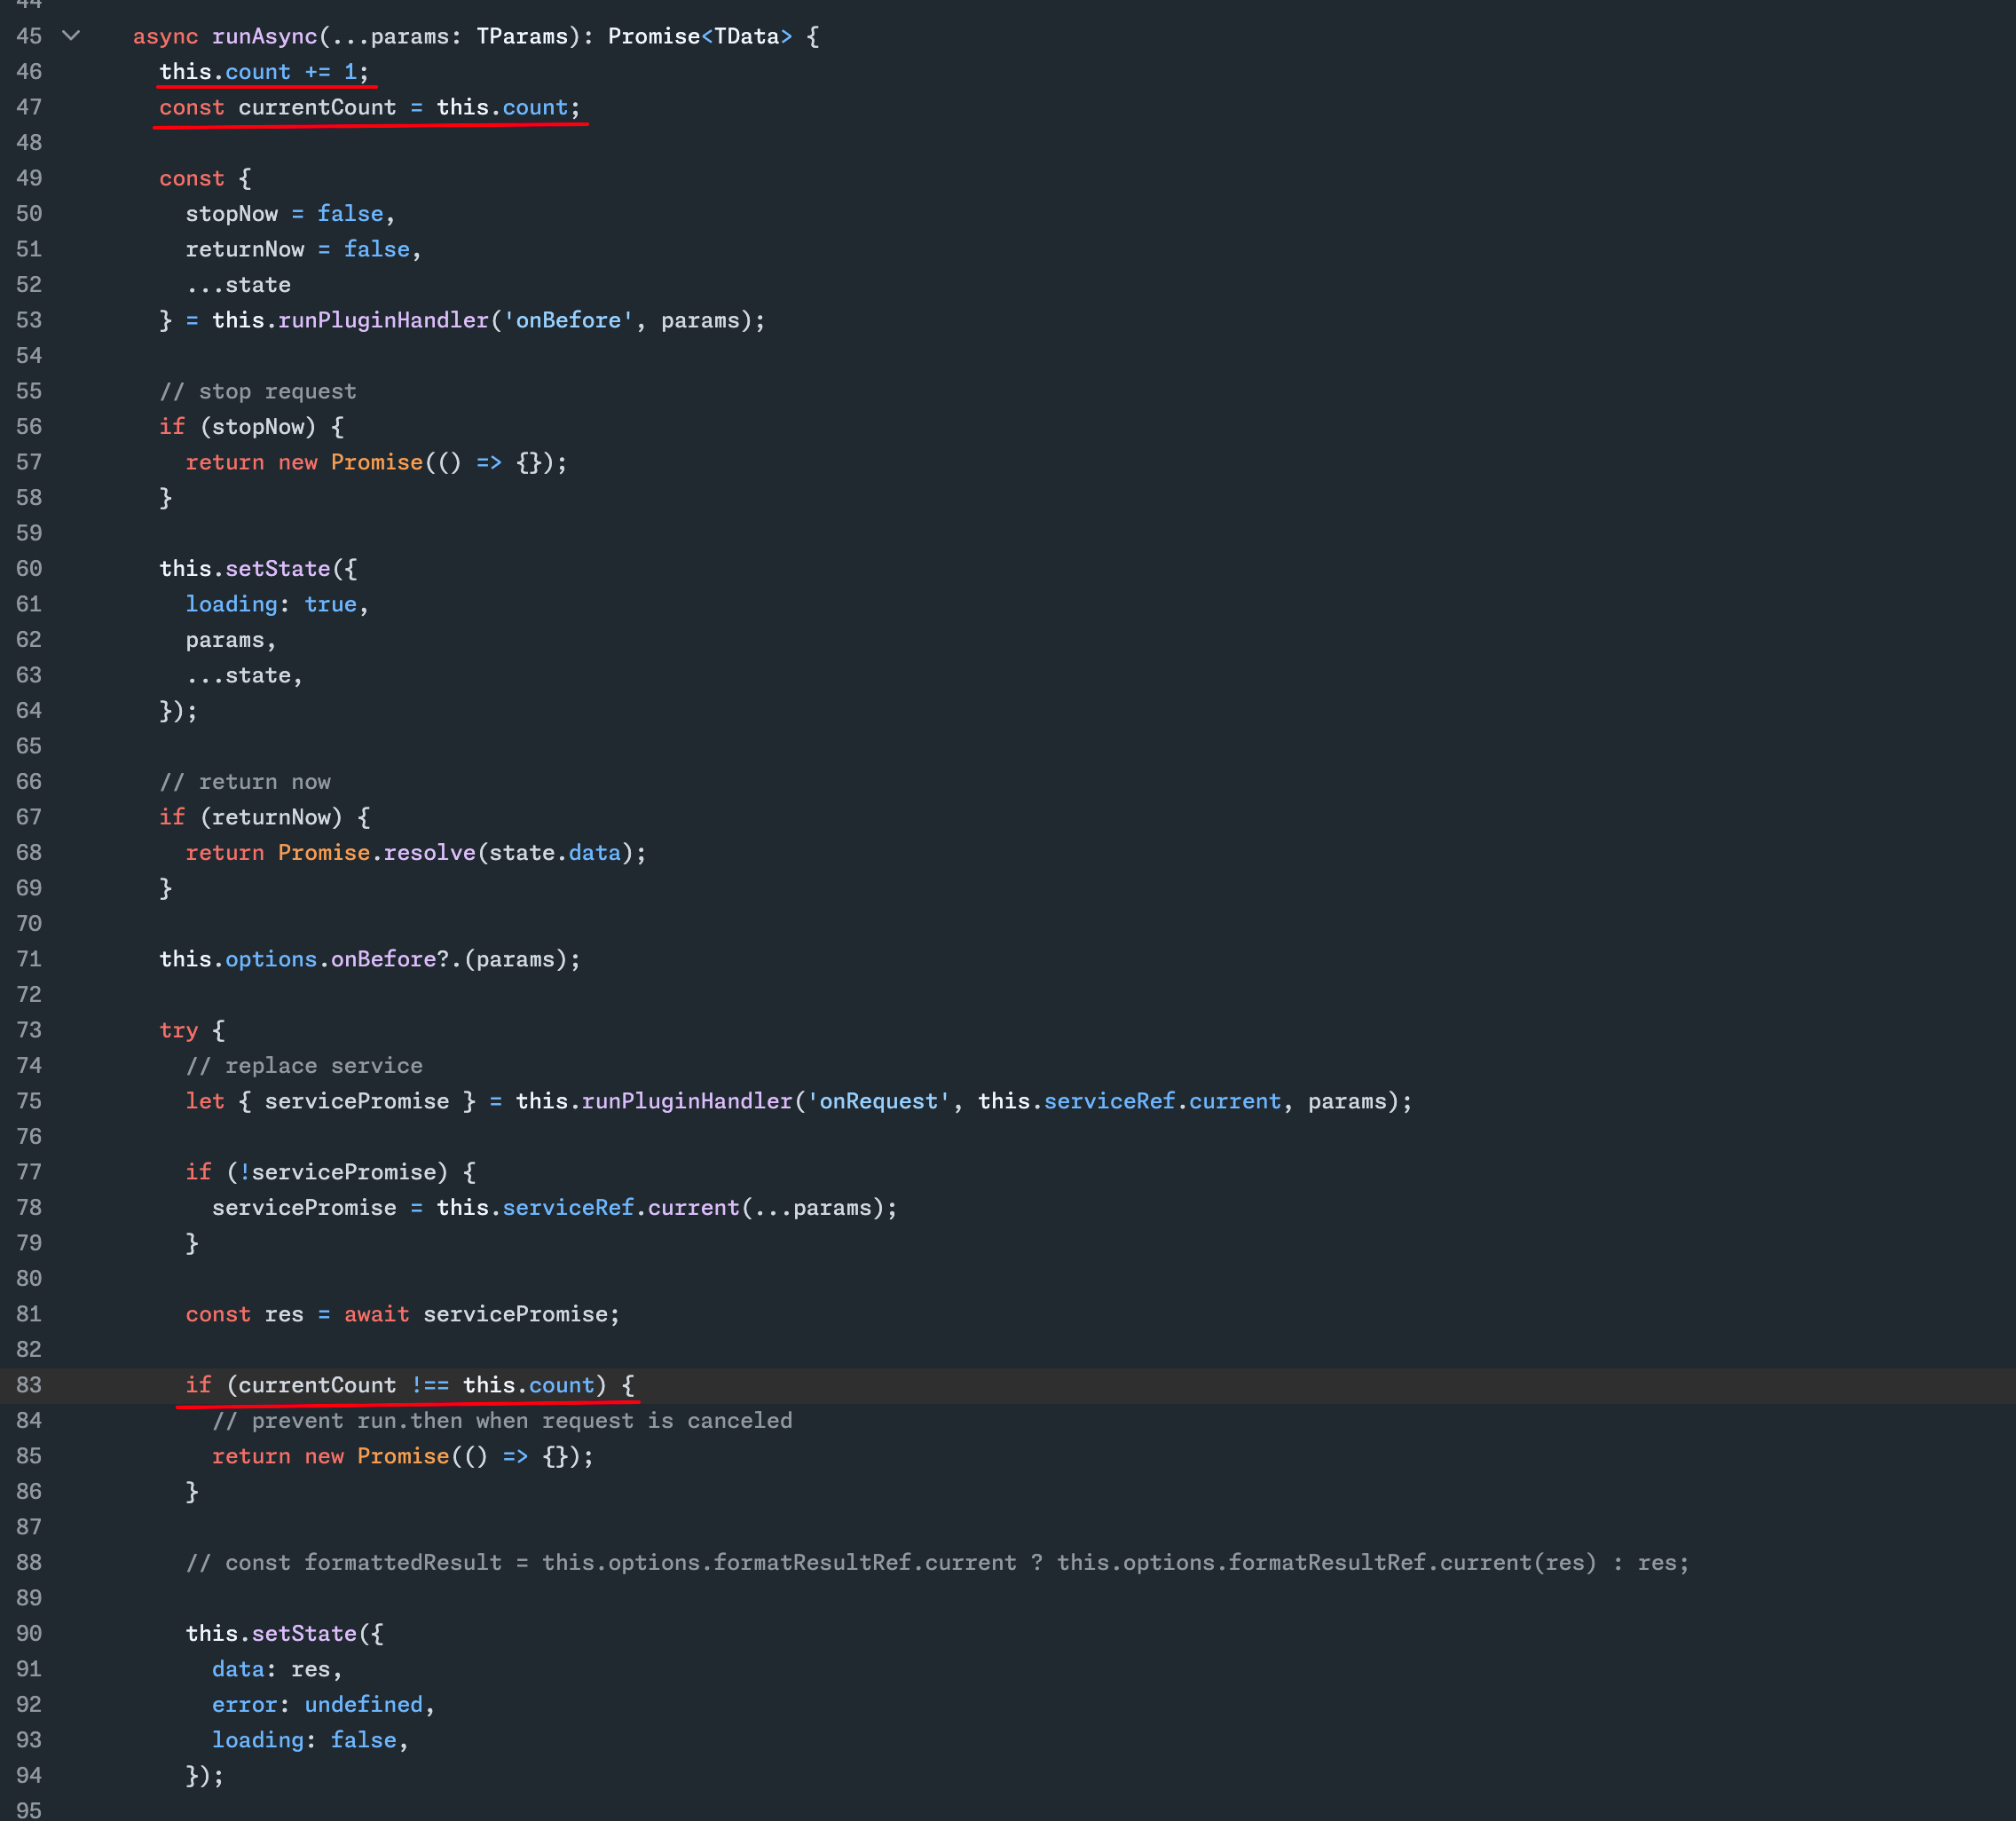 44
45 async runAsync(...params: TParams): Promise<TData> {
46 this.count += 1;
47 const currentCount = this.count;
48
49 const {
50 stopNow = false,
51 returnNow = false,
52 ...state
53 } = this.runPluginHandler('onBefore', params);
54
55 // stop request
56 if (stopNow) {
57 return new Promise(() => {});
58 }
59
60 this.setState({
61 loading: true,
62 params,
63 ...state,
64 });
65
66 // return now
67 if (returnNow) {
68 return Promise.resolve(state.data);
69 }
70
71 this.options.onBefore?.(params);
72
73 try {
74 // replace service
75 let { servicePromise } = this.runPluginHandler('onRequest', this.serviceRef.current, params);
76
77 if (!servicePromise) {
78 servicePromise = this.serviceRef.current(...params);
79 }
80
81 const res = await servicePromise;
82
83 if (currentCount !== this.count) {
84 // prevent run.then when request is canceled
85 return new Promise(() => {});
86 }
87
88 // const formattedResult = this.options.formatResultRef.current ? this.options.formatResultRef.current(res) : res;
89
90 this.setState({
91 data: res,
92 error: undefined,
93 loading: false,
94 });
95